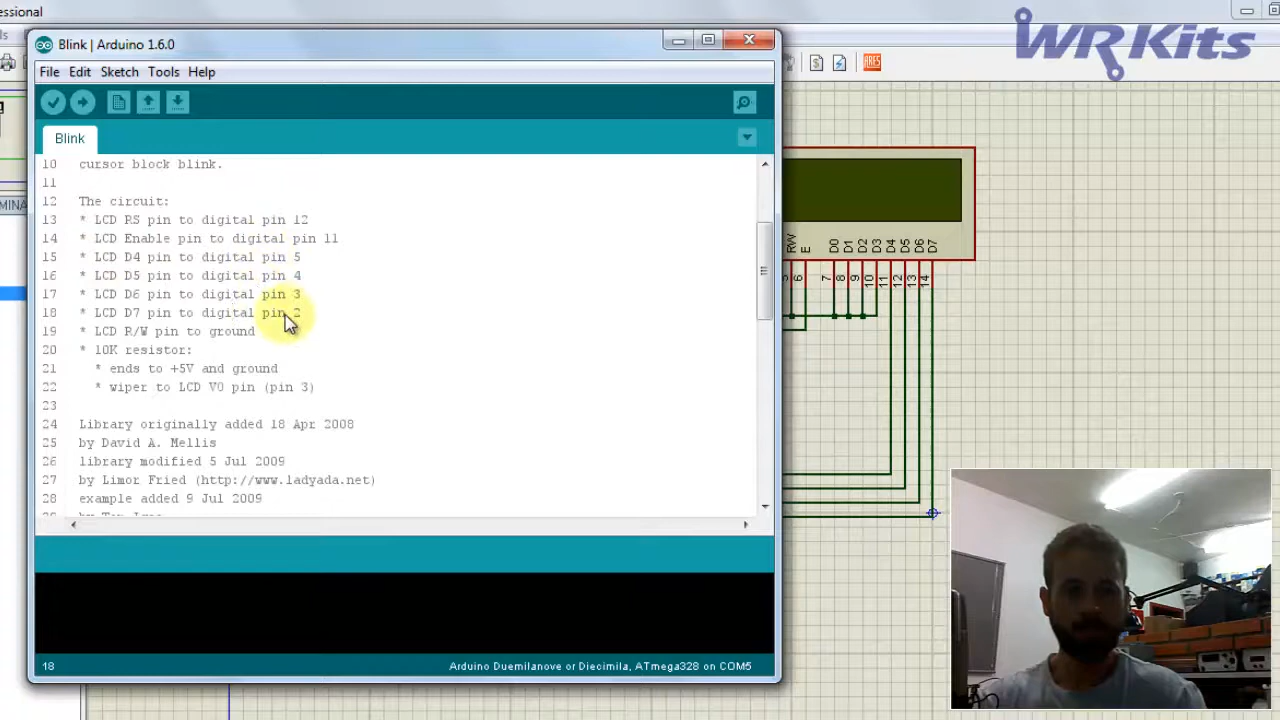 ofessional
WR Kits
Blink | Arduino 1.6.0
File Edit Sketch Tools Help
ARES
Blink
10 cursor block blink.
11
12 The circuit:
13 * LCD RS pin to digital pin 12
14 * LCD Enable pin to digital pin 11
15 * LCD D4 pin to digital pin 5
16 * LCD D5 pin to digital pin 4
17 * LCD D6 pin to digital pin 3
18 * LCD D7 pin to digital pin 2
19 * LCD R/W pin to ground
20 * 10K resistor:
21 * ends to +5V and ground
22 * wiper to LCD VO pin (pin 3)
23
24 Library originally added 18 Apr 2008
25 by David A. Mellis
26 library modified 5 Jul 2009
27 by Limor Fried (http://www.ladyada.net)
28 example added 9 Jul 2009
18 Arduino Duemilanove or Diecimila, ATmega328 on COM5
MINA
RW E D0 D1 D2 D3 D4 D5 D6 D7
5 6 7 8 9 10 11 12 13 14